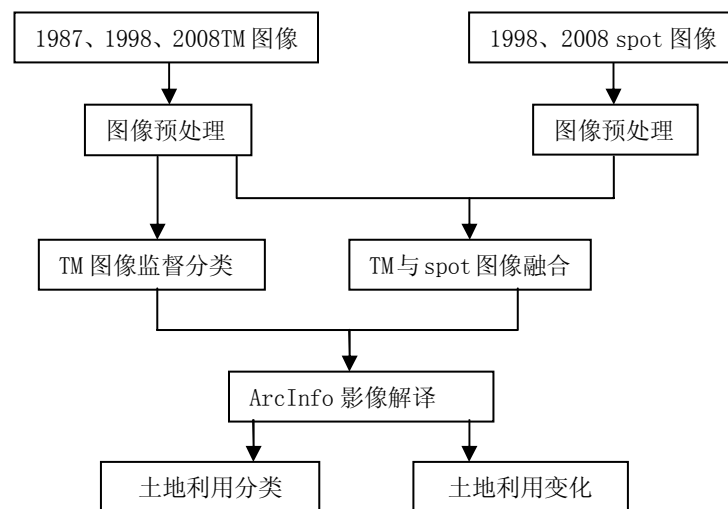 1987、1998、2008TM 图像
1998、2008 spot 图像
图像预处理
图像预处理
TM 图像监督分类
TM 与 spot 图像融合
ArcInfo 影像解译
土地利用分类
土地利用变化